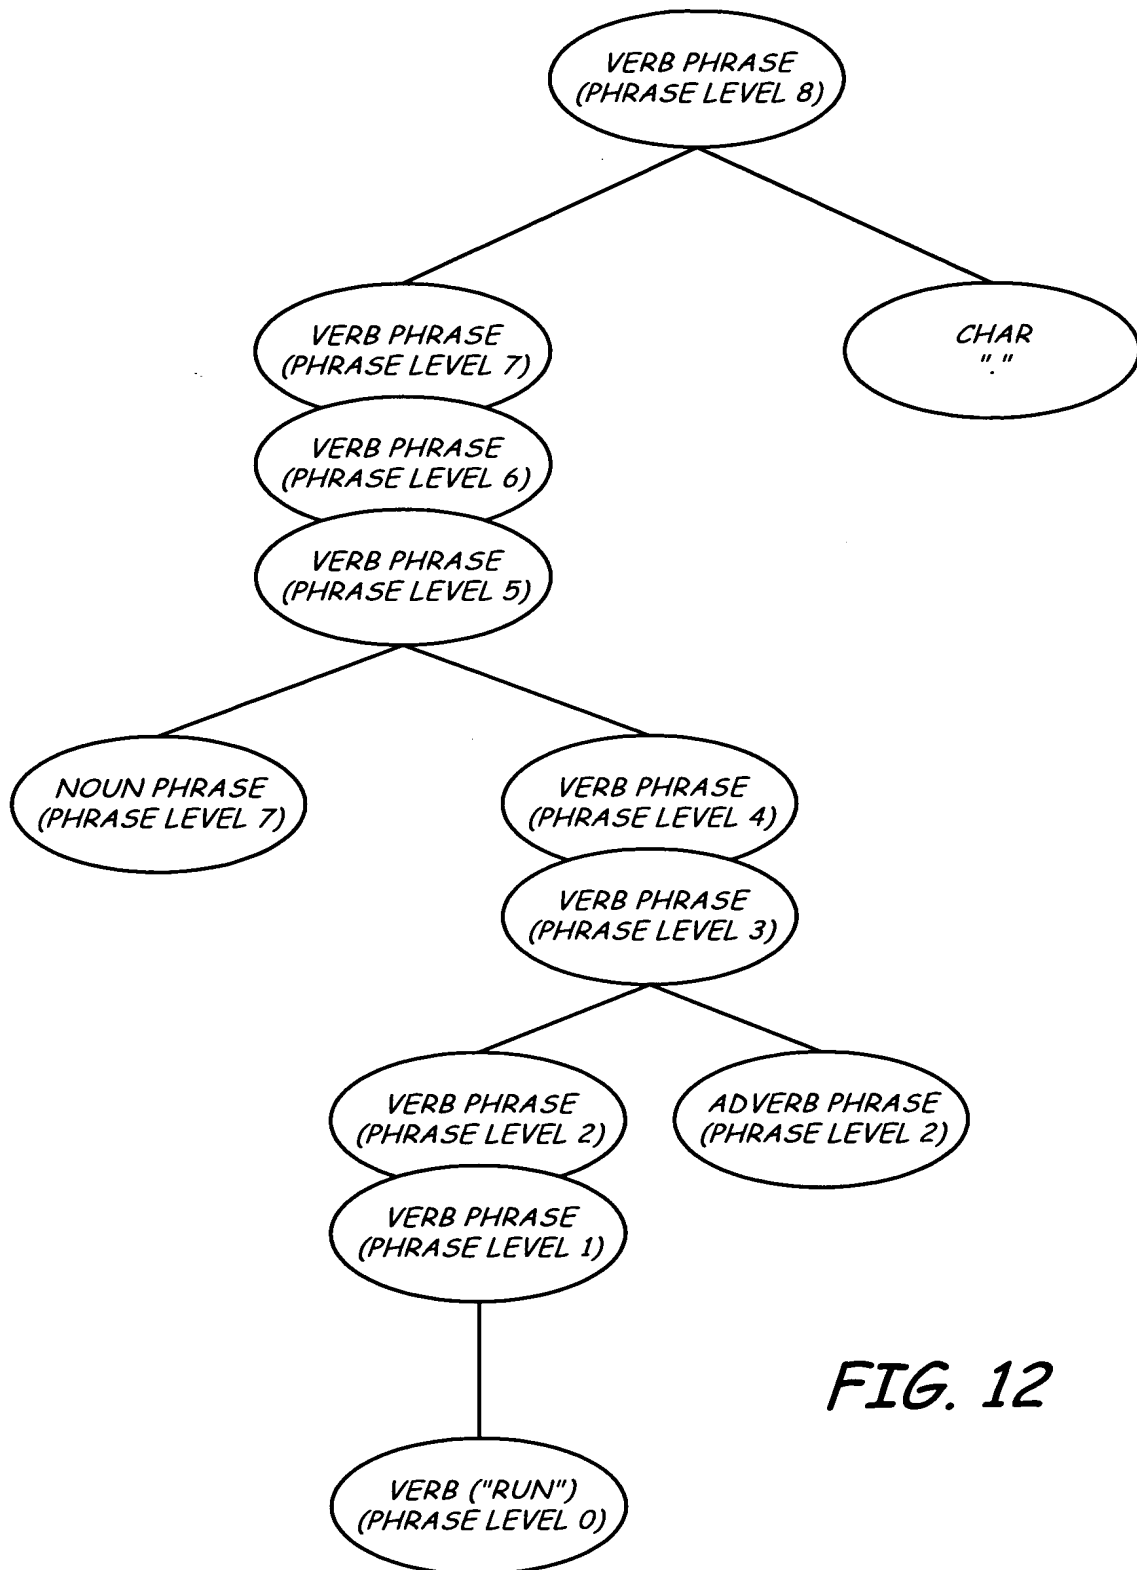 VERB PHRASE
(PHRASE LEVEL 8)
VERB PHRASE
(PHRASE LEVEL 7)
CHAR
"."
VERB PHRASE
(PHRASE LEVEL 6)
VERB PHRASE
(PHRASE LEVEL 5)
NOUN PHRASE
(PHRASE LEVEL 7)
VERB PHRASE
(PHRASE LEVEL 4)
VERB PHRASE
(PHRASE LEVEL 3)
VERB PHRASE
(PHRASE LEVEL 2)
ADVERB PHRASE
(PHRASE LEVEL 2)
VERB PHRASE
(PHRASE LEVEL 1)
FIG. 12
VERB ("RUN")
(PHRASE LEVEL 0)